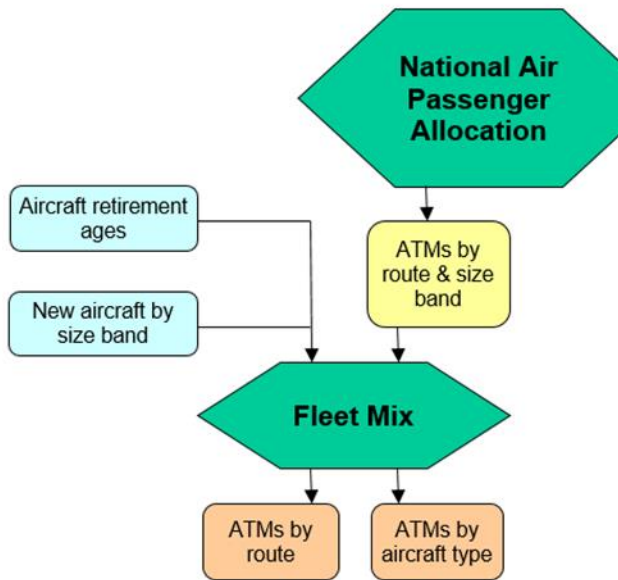 National Air
Passenger
Allocation
Aircraft retirement
ages
ATMs by
route & size
band
New aircraft by
size band
Fleet Mix
ATMs by
route
ATMs by
aircraft type